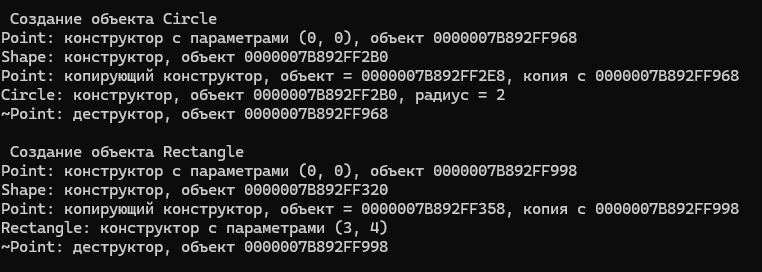 Создание объекта Circle
Point: конструктор с параметрами (0, 0), объект 0000007B892FF968
Shape: конструктор, объект 0000007B892FF2B0
Point: копирующий конструктор, объект = 0000007B892FF2E8, копия с 0000007B892FF968
Circle: конструктор, объект 0000007B892FF2B0, радиус = 2
~Point: деструктор, объект 0000007B892FF968
Создание объекта Rectangle
Point: конструктор с параметрами (0, 0), объект 0000007B892FF998
Shape: конструктор, объект 0000007B892FF320
Point: копирующий конструктор, объект = 0000007B892FF358, копия с 0000007B892FF998
Rectangle: конструктор с параметрами (3, 4)
~Point: деструктор, объект 0000007B892FF998